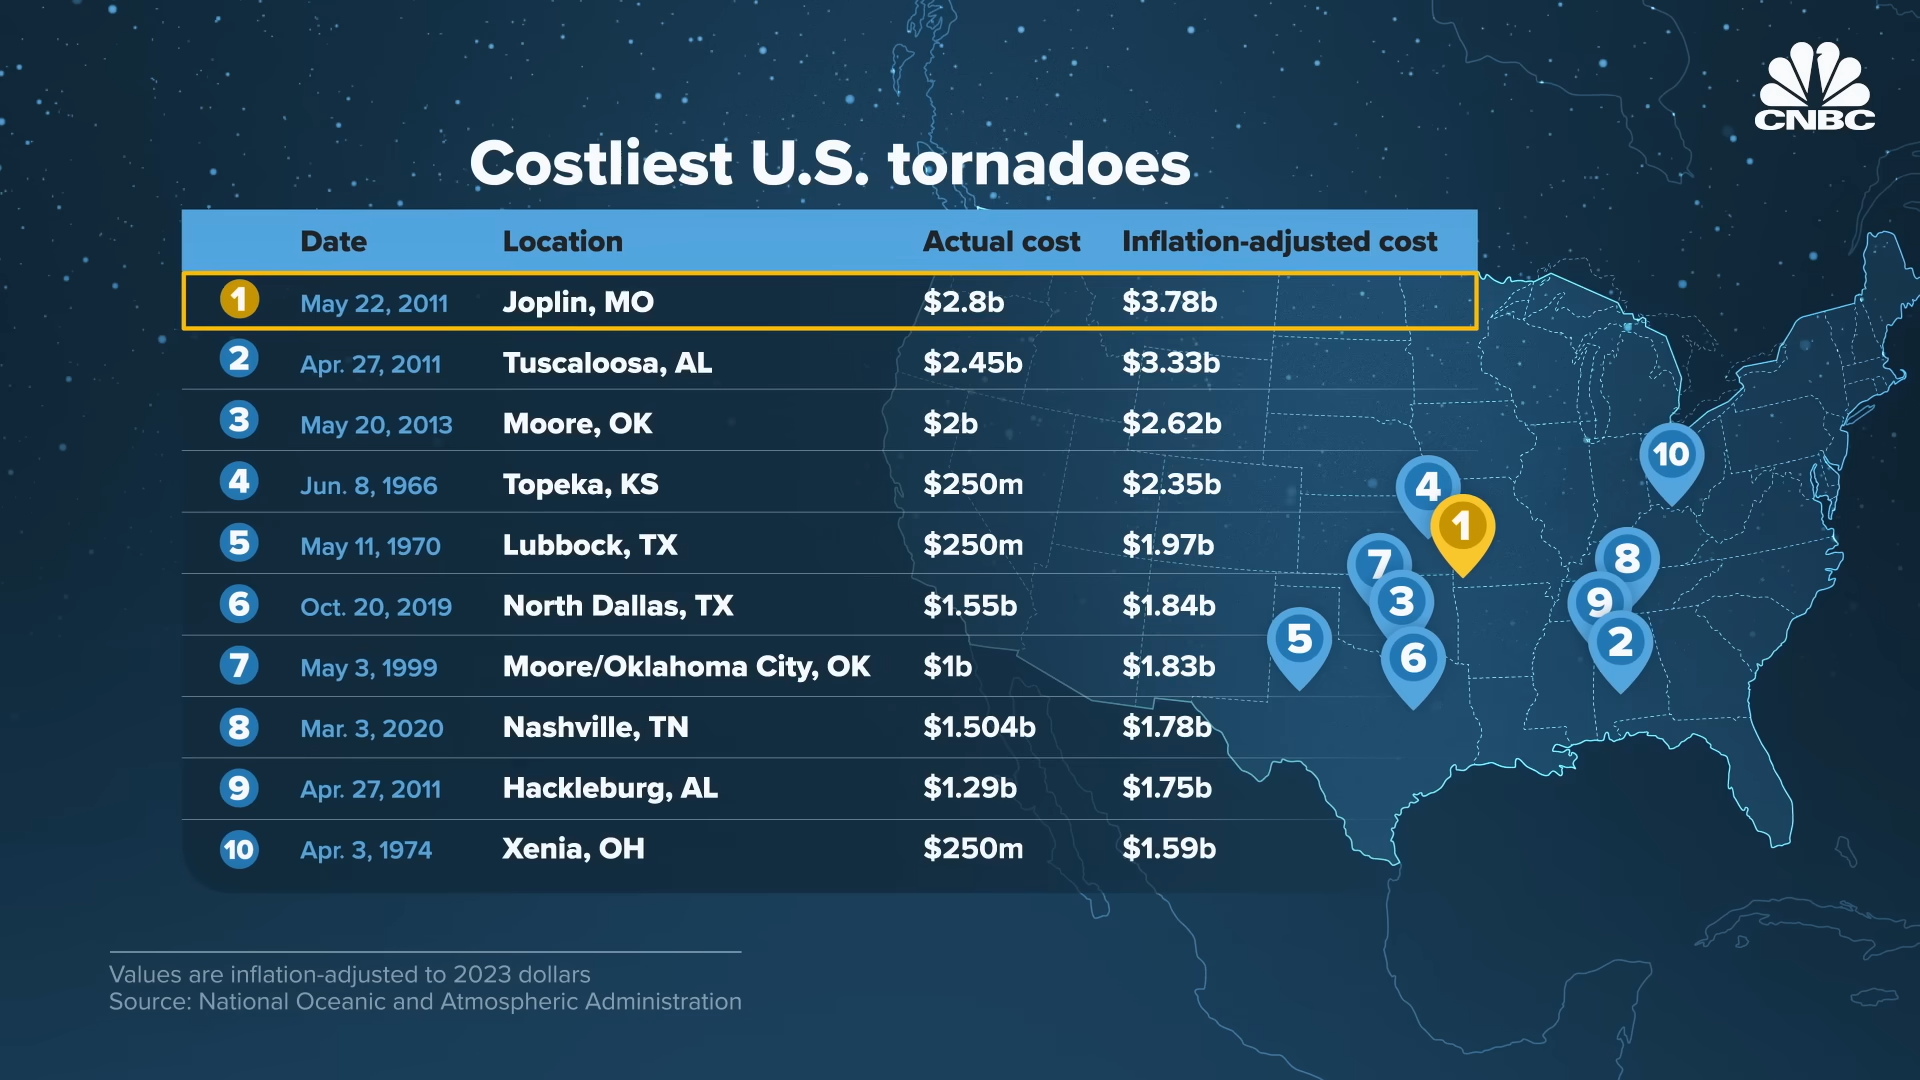 CNBC
Costliest U.S. tornadoes
Date Location Actual cost Inflation-adjusted cost
1 May 22, 2011 Joplin, MO $2.8b $3.78b
2 Apr. 27, 2011 Tuscaloosa, AL $2.45b $3.33b
3 May 20, 2013 Moore, OK $2b $2.62b
4 Jun. 8, 1966 Topeka, KS $250m $2.35b
5 May 11, 1970 Lubbock, TX $250m $1.97b
6 Oct. 20, 2019 North Dallas, TX $1.55b $1.84b
7 May 3, 1999 Moore/Oklahoma City, OK $1b $1.83b
8 Mar. 3, 2020 Nashville, TN $1.504b $1.78b
9 Apr. 27, 2011 Hackleburg, AL $1.29b $1.75b
10 Apr. 3, 1974 Xenia, OH $250m $1.59b
10
4
1
7
8
3
9
5
6
2
Values are inflation-adjusted to 2023 dollars
Source: National Oceanic and Atmospheric Administration